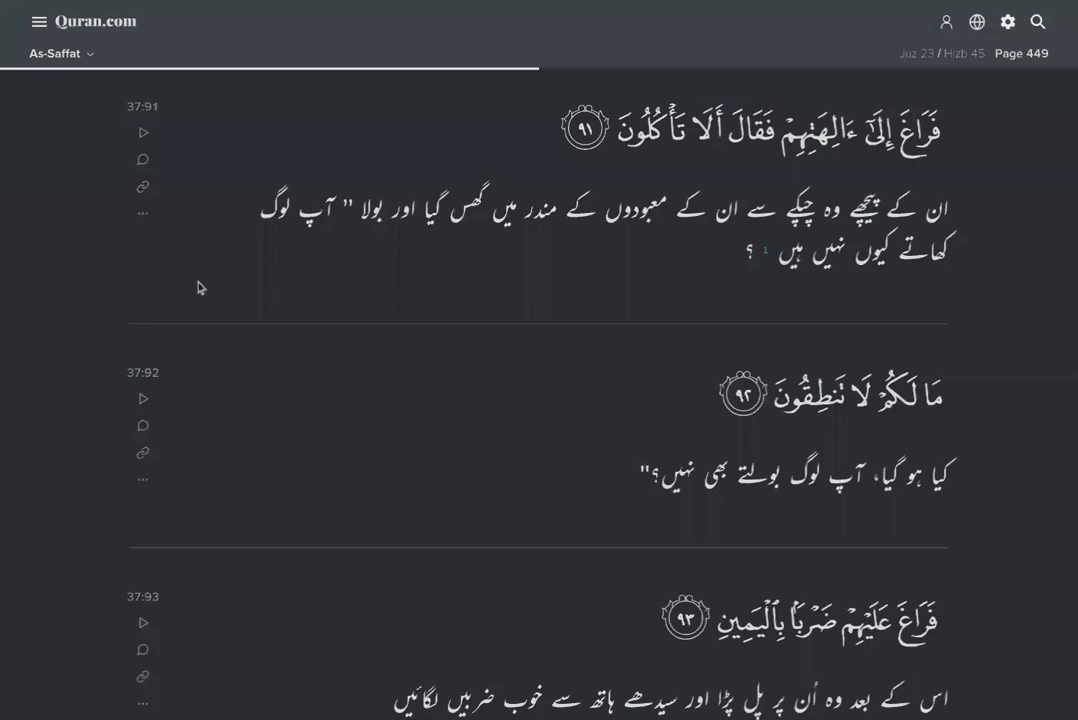 Quran.com
As-Saffat
Juz 23 / Hizb 45 Page 449
37:91
فَرَاغَ إِلَىٰٓ ءَالِهَتِهِمْ فَقَالَ أَلَا تَأْكُلُونَ ٩١
ان کے پیچھے وہ چپکے سے ان کے معبودوں کے مندر میں گھس گیا اور بولا " آپ لوگ
کھاتے کیوں نہیں ہیں 1 ؟
37:92
مَا لَكُمْ لَا تَنطِقُونَ ٩٢
کیا ہو گیا، آپ لوگ بولتے بھی نہیں؟"
37:93
فَرَاغَ عَلَيْهِمْ ضَرْبًۢا بِٱلْيَمِينِ ٩٣
اس کے بعد وہ اُن پر پل پڑا اور سیدھے ہاتھ سے خوب ضربیں لگائیں